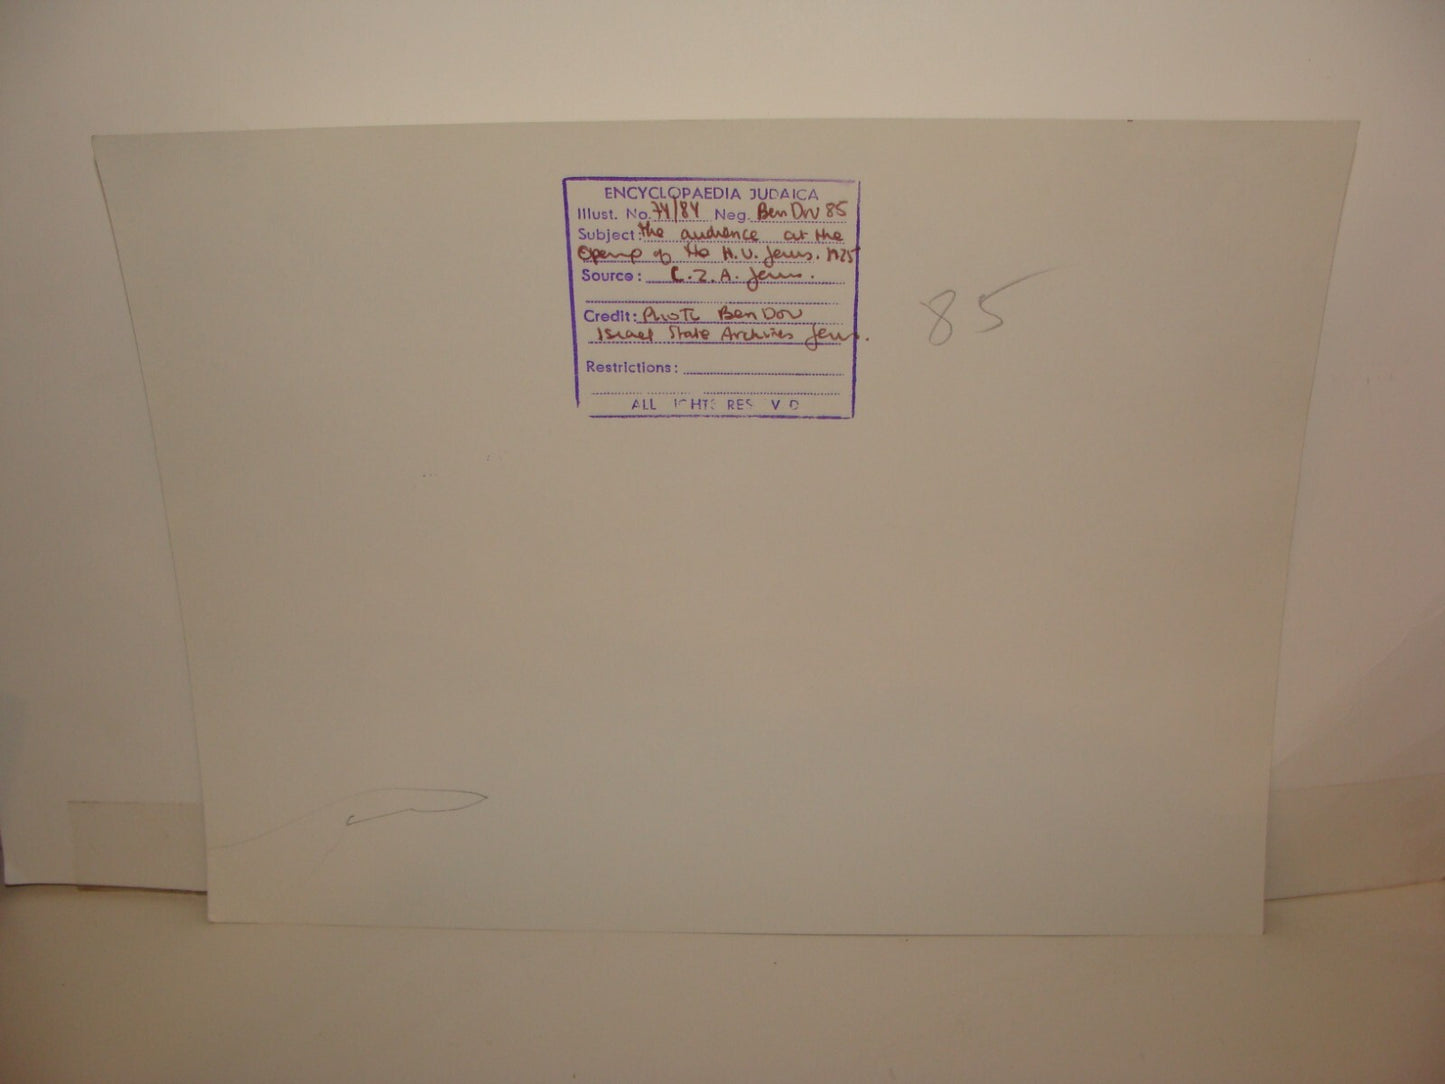 ENCYCLOPAEDIA JUDAICA
Illust. No. 74/84 Neg. Ben Dov 85
Subject: The audience at the
Opening of the H.U. Jerus. 1925
Source: C.Z.A. Jerus.
Credit: Photo Ben Dov
Israel State Archives Jerus.
Restrictions:
ALL RES
85